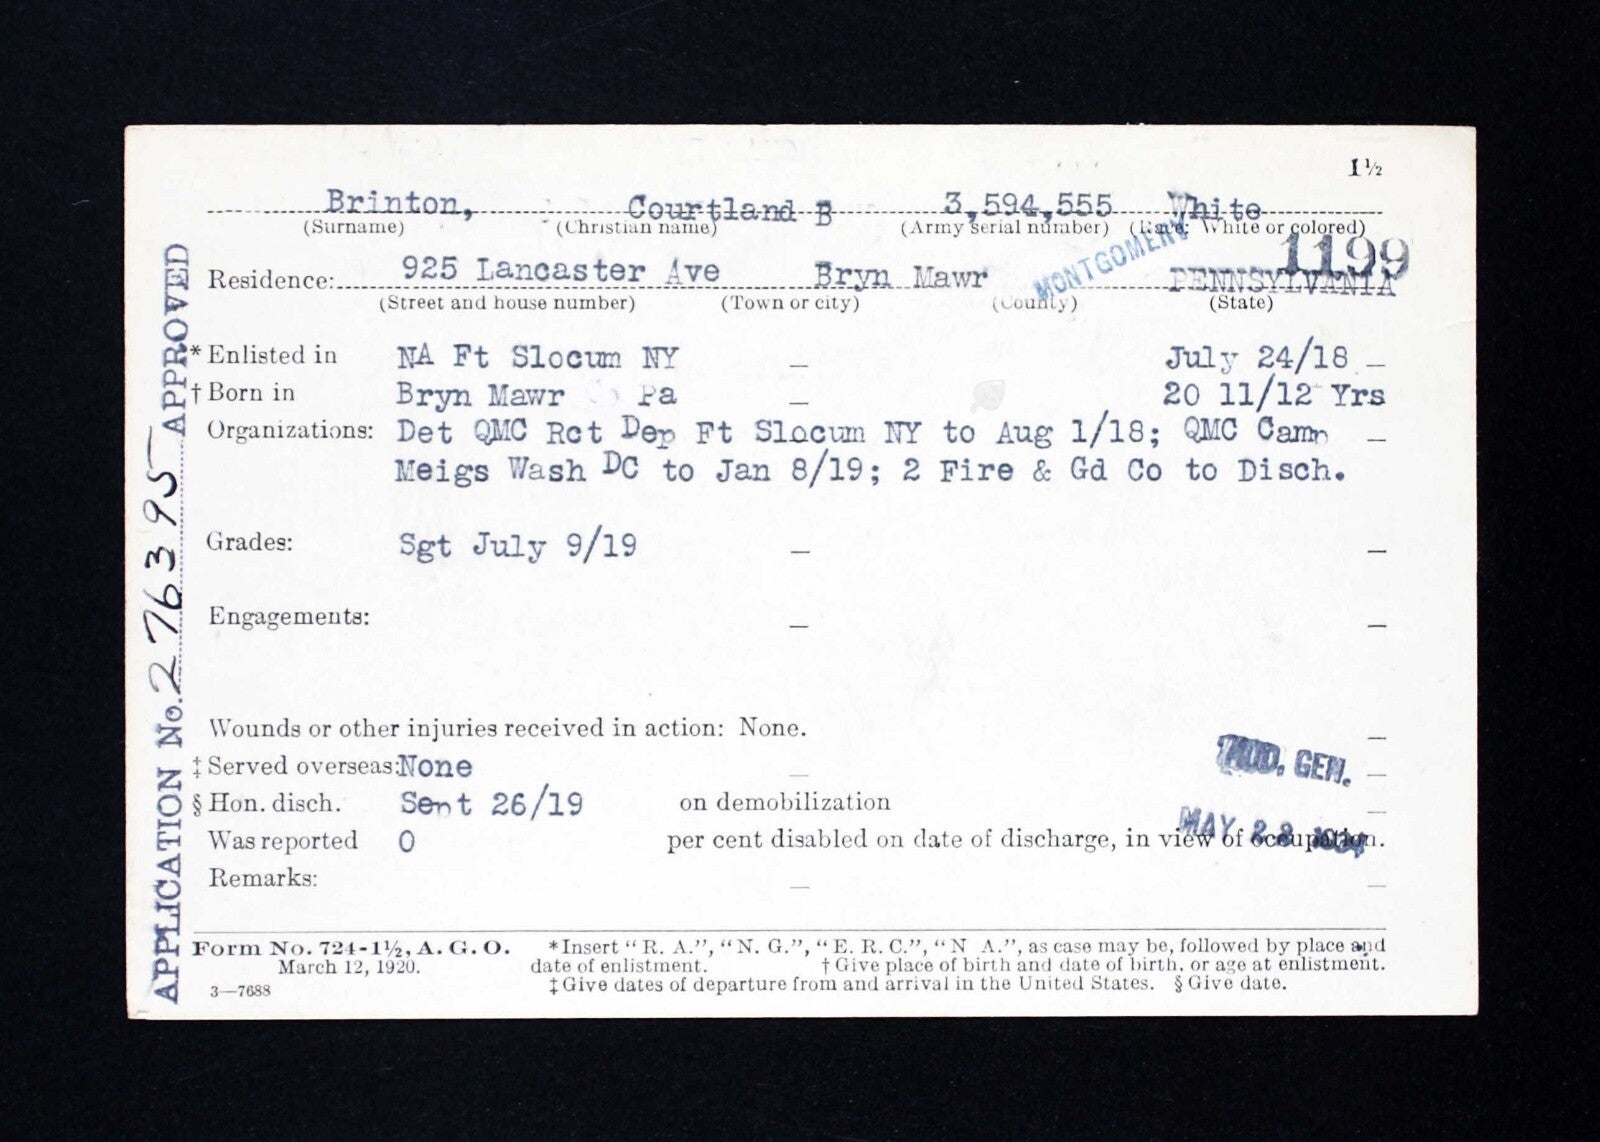 1½
Brinton, Courtland B 3,594,555 White
(Surname) (Christian name) (Army serial number) (Race: White or colored)
1199
Residence: 925 Lancaster Ave Bryn Mawr MONTGOMERY PENNSYLVANIA
(Street and house number) (Town or city) (County) (State)
* Enlisted in NA Ft Slocum NY – July 24/18 –
† Born in Bryn Mawr Pa – 20 11/12 Yrs
Organizations: Det QMC Rct Dep Ft Slocum NY to Aug 1/18; QMC Camp –
Meigs Wash DC to Jan 8/19; 2 Fire & Gd Co to Disch.
Grades: Sgt July 9/19 – –
Engagements: – –
Wounds or other injuries received in action: None. –
‡ Served overseas: None – –
GEN.
§ Hon. disch. Sept 26/19 on demobilization –
MAY
Was reported 0 per cent disabled on date of discharge, in view of occupation.
Remarks: – –
Form No. 724-1½, A. G. O. *Insert "R. A.", "N. G.", "E. R. C.", "N A.", as case may be, followed by place and
March 12, 1920. date of enlistment. † Give place of birth and date of birth, or age at enlistment.
3—7688 ‡ Give dates of departure from and arrival in the United States. § Give date.
APPLICATION No. 276395 APPROVED